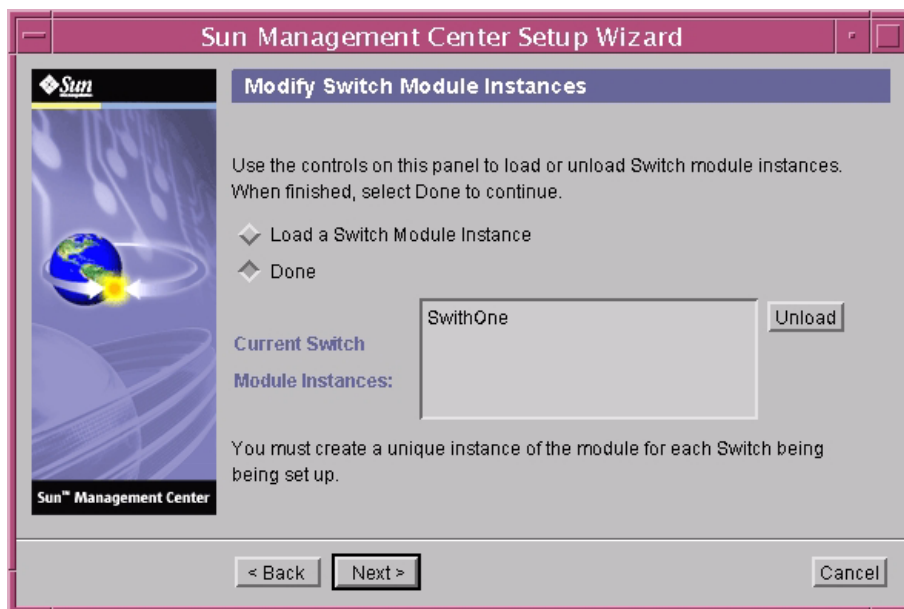 Sun Management Center Setup Wizard
Sun
Modify Switch Module Instances
Use the controls on this panel to load or unload Switch module instances.
When finished, select Done to continue.
Load a Switch Module Instance
Done
SwithOne
Unload
Current Switch
Module Instances:
You must create a unique instance of the module for each Switch being
being set up.
Sun™ Management Center
< Back
Next >
Cancel